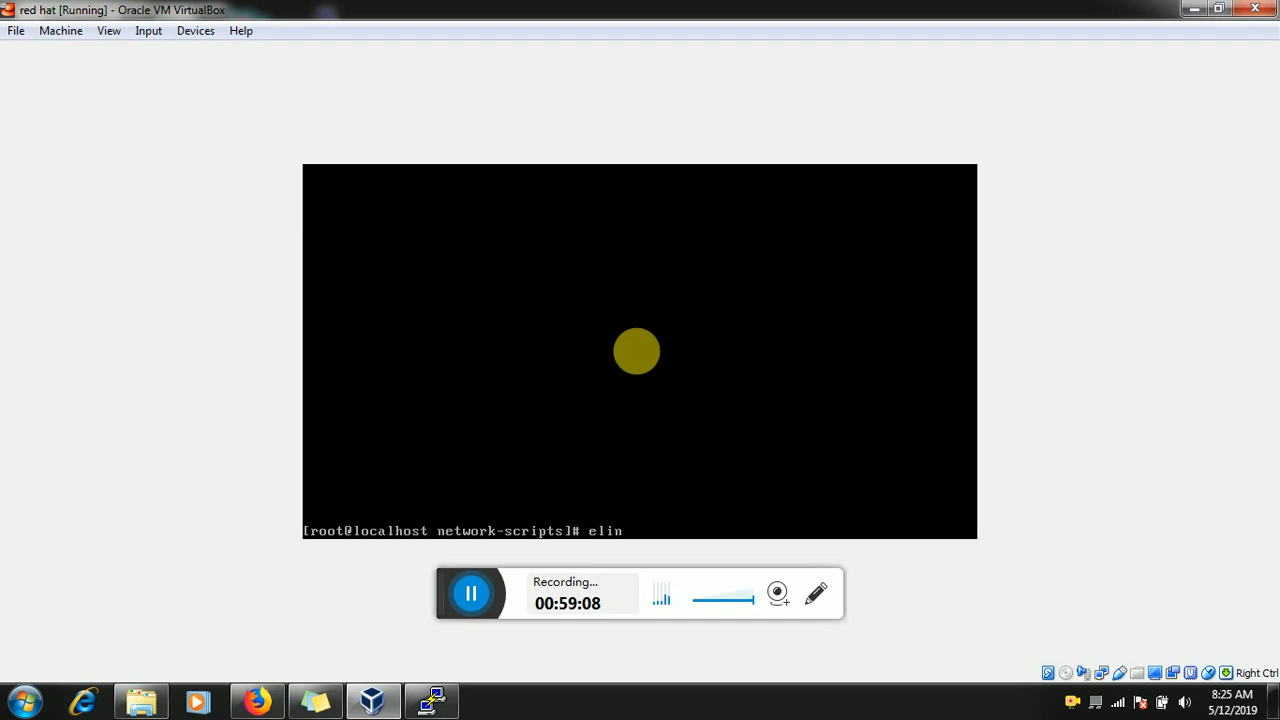 red hat [Running] - Oracle VM VirtualBox
File Machine View Input Devices Help
[root@localhost network-scripts]# elin
Recording...
00:59:08
Right Ctrl
8:25 AM
5/12/2019